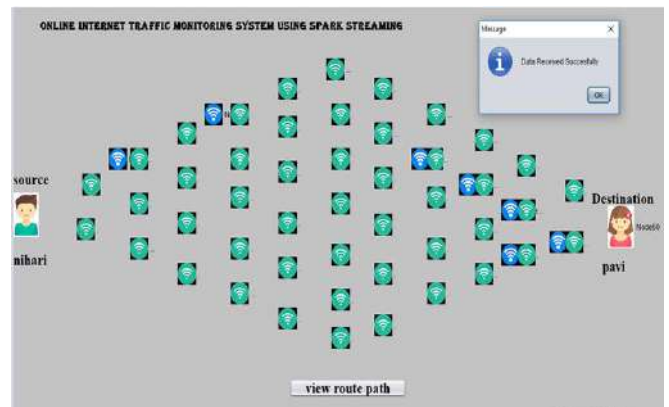 ONLINE INTERNET TRAFFIC MONITORING SYSTEM USING SPARK STREAMING
Message
X
Data Received Succesfully
OK
source
Destination
Node50
nihari
pavi
view route path